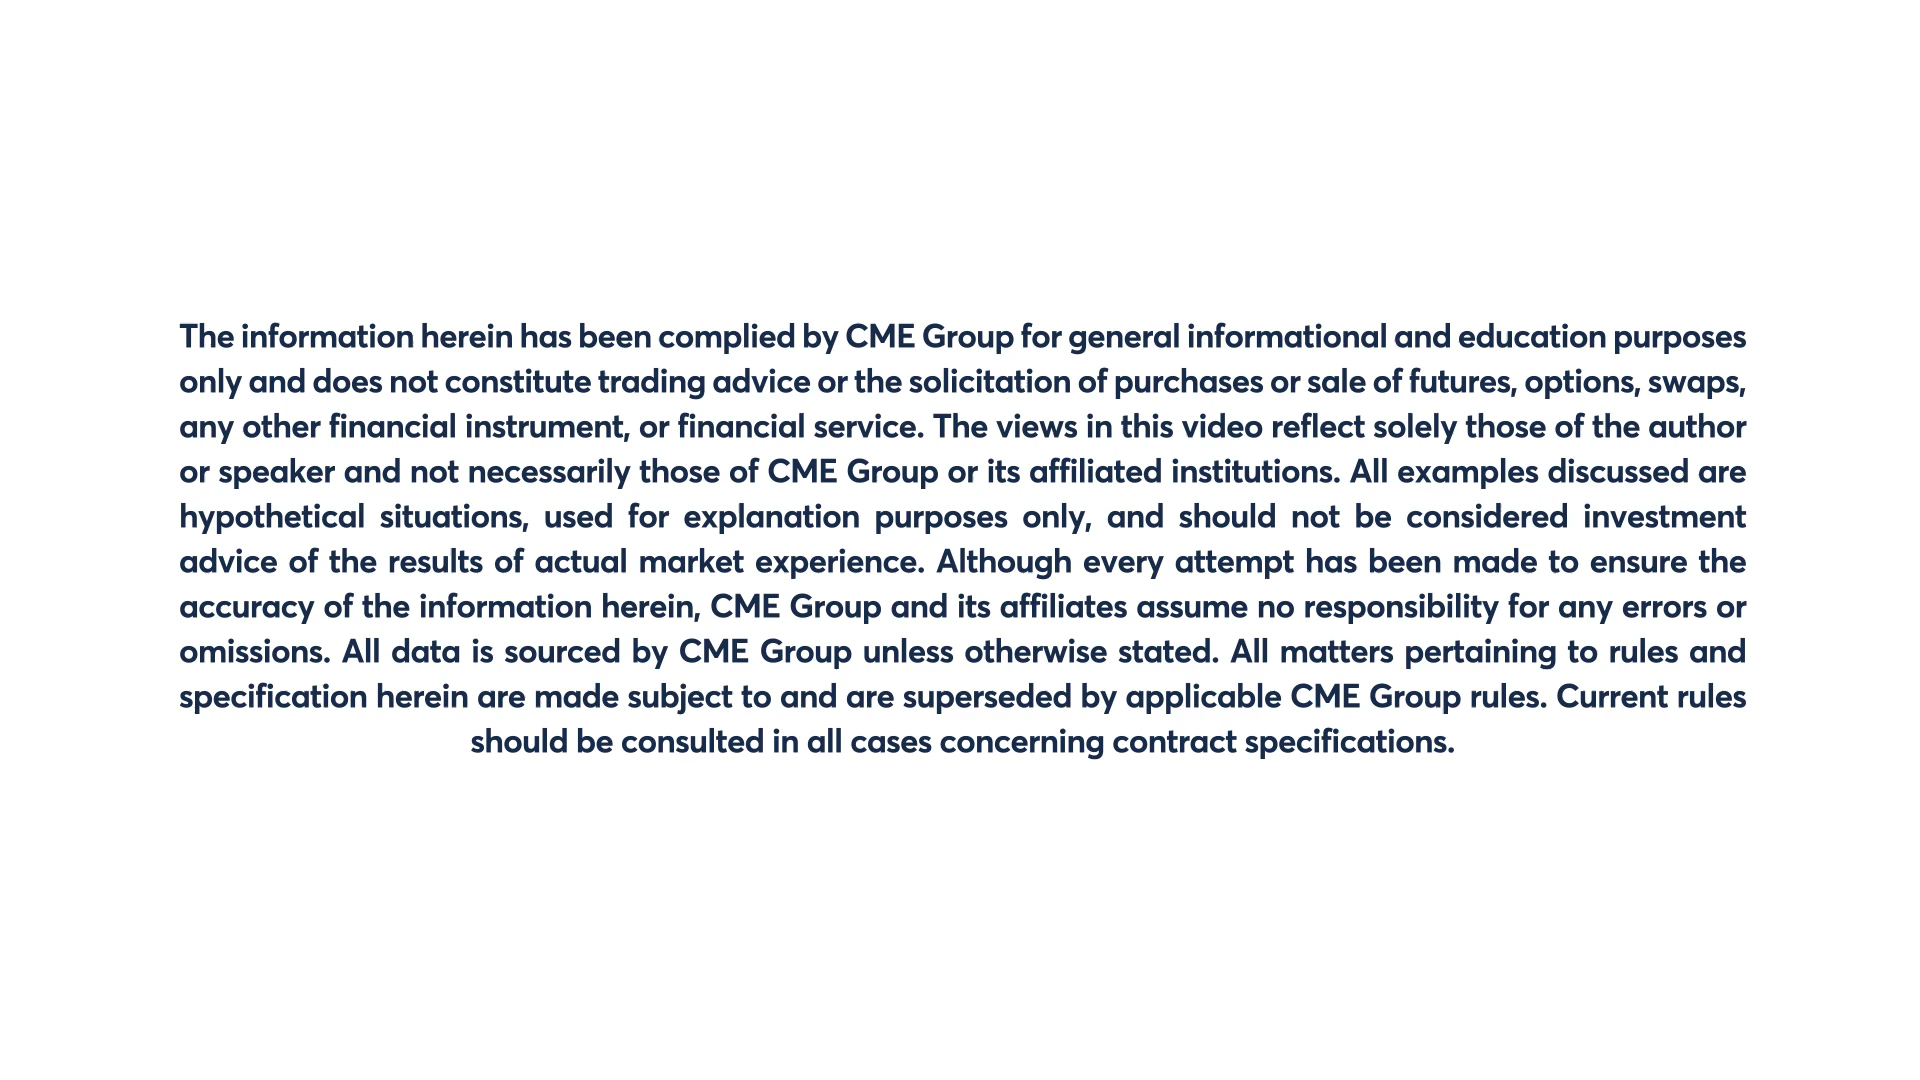 The information herein has been complied by CME Group for general informational and education purposes
only and does not constitute trading advice or the solicitation of purchases or sale of futures, options, swaps,
any other financial instrument, or financial service. The views in this video reflect solely those of the author
or speaker and not necessarily those of CME Group or its affiliated institutions. All examples discussed are
hypothetical situations, used for explanation purposes only, and should not be considered investment
advice of the results of actual market experience. Although every attempt has been made to ensure the
accuracy of the information herein, CME Group and its affiliates assume no responsibility for any errors or
omissions. All data is sourced by CME Group unless otherwise stated. All matters pertaining to rules and
specification herein are made subject to and are superseded by applicable CME Group rules. Current rules
should be consulted in all cases concerning contract specifications.